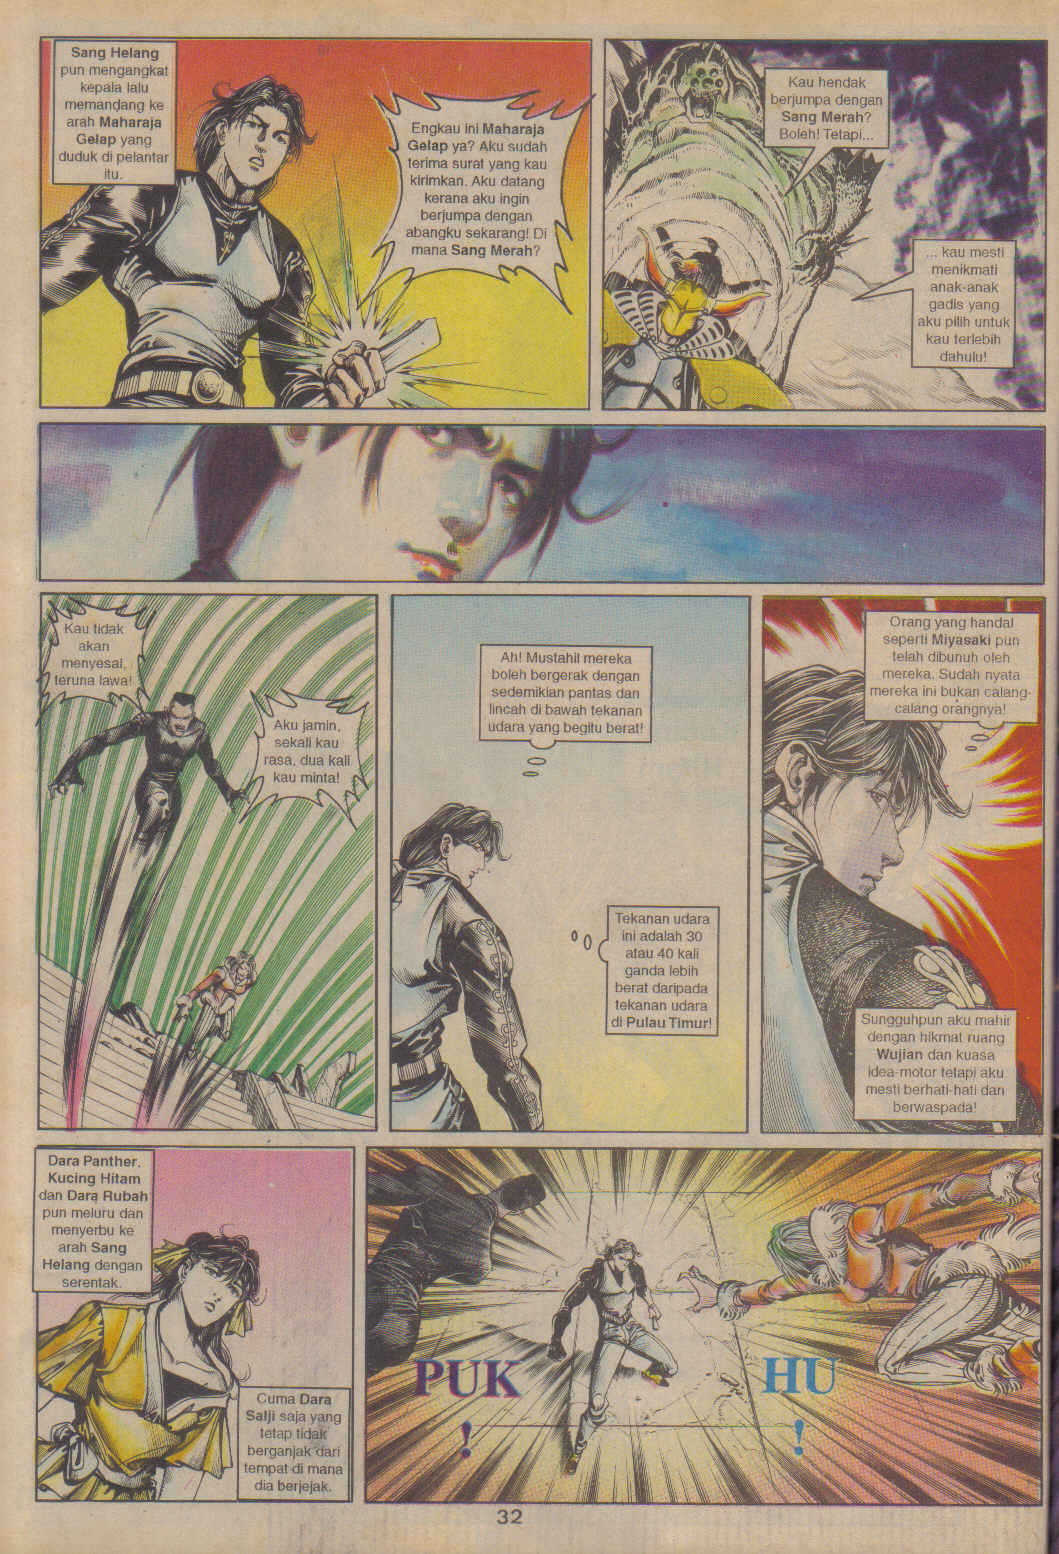 Sang Helang
pun mengangkat
kepala lalu
memandang ke
arah Maharaja
Gelap yang
duduk di pelantar
itu.
Engkau ini Maharaja
Gelap ya? Aku sudah
terima surat yang kau
kirimkan. Aku datang
kerana aku ingin
berjumpa dengan
abangku sekarang! Di
mana Sang Merah?
Kau hendak
berjumpa dengan
Sang Merah?
Boleh! Tetapi...
... kau mesti
menikmati
anak-anak
gadis yang
aku pilih untuk
kau terlebih
dahulu!
Kau tidak
akan
menyesal,
teruna lawa!
Aku jamin,
sekali kau
rasa, dua kali
kau minta!
Ah! Mustahil mereka
boleh bergerak dengan
sedemikian pantas dan
lincah di bawah tekanan
udara yang begitu berat!
Tekanan udara
ini adalah 30
atau 40 kali
ganda lebih
berat daripada
tekanan udara
di Pulau Timur!
Orang yang handal
seperti Miyasaki pun
telah dibunuh oleh
mereka. Sudah nyata
mereka ini bukan calang-
calang orangnya!
Sungguhpun aku mahir
dengan hikmat ruang
Wujian dan kuasa
idea-motor tetapi aku
mesti berhati-hati dan
berwaspada!
Dara Panther,
Kucing Hitam
dan Dara Rubah
pun meluru dan
menyerbu ke
arah Sang
Helang dengan
serentak.
Cuma Dara
Salji saja yang
tetap tidak
berganjak dari
tempat di mana
dia berjejak.
PUK
!
HU
!
32